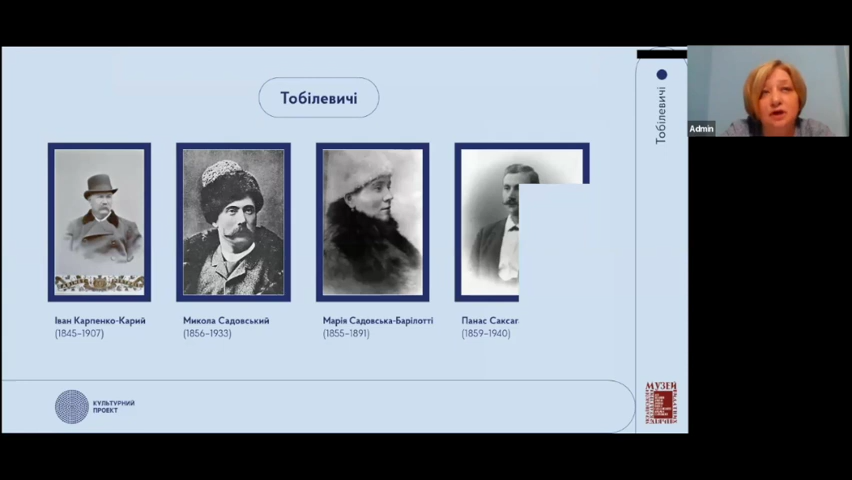 Тобілевичі
Тобілевичі
Admin
Іван Карпенко-Карий
(1845–1907)
Микола Садовський
(1856–1933)
Марія Садовська-Барілотті
(1855–1891)
Панас Саксаг
(1859–1940)
КУЛЬТУРНИЙ
ПРОЕКТ
МУЗЕЙ